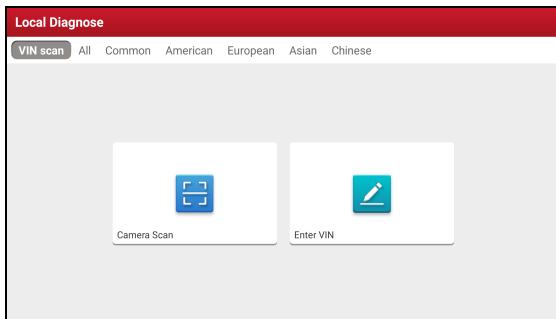 Local Diagnose
VIN scan All Common American European Asian Chinese
Camera Scan Enter VIN